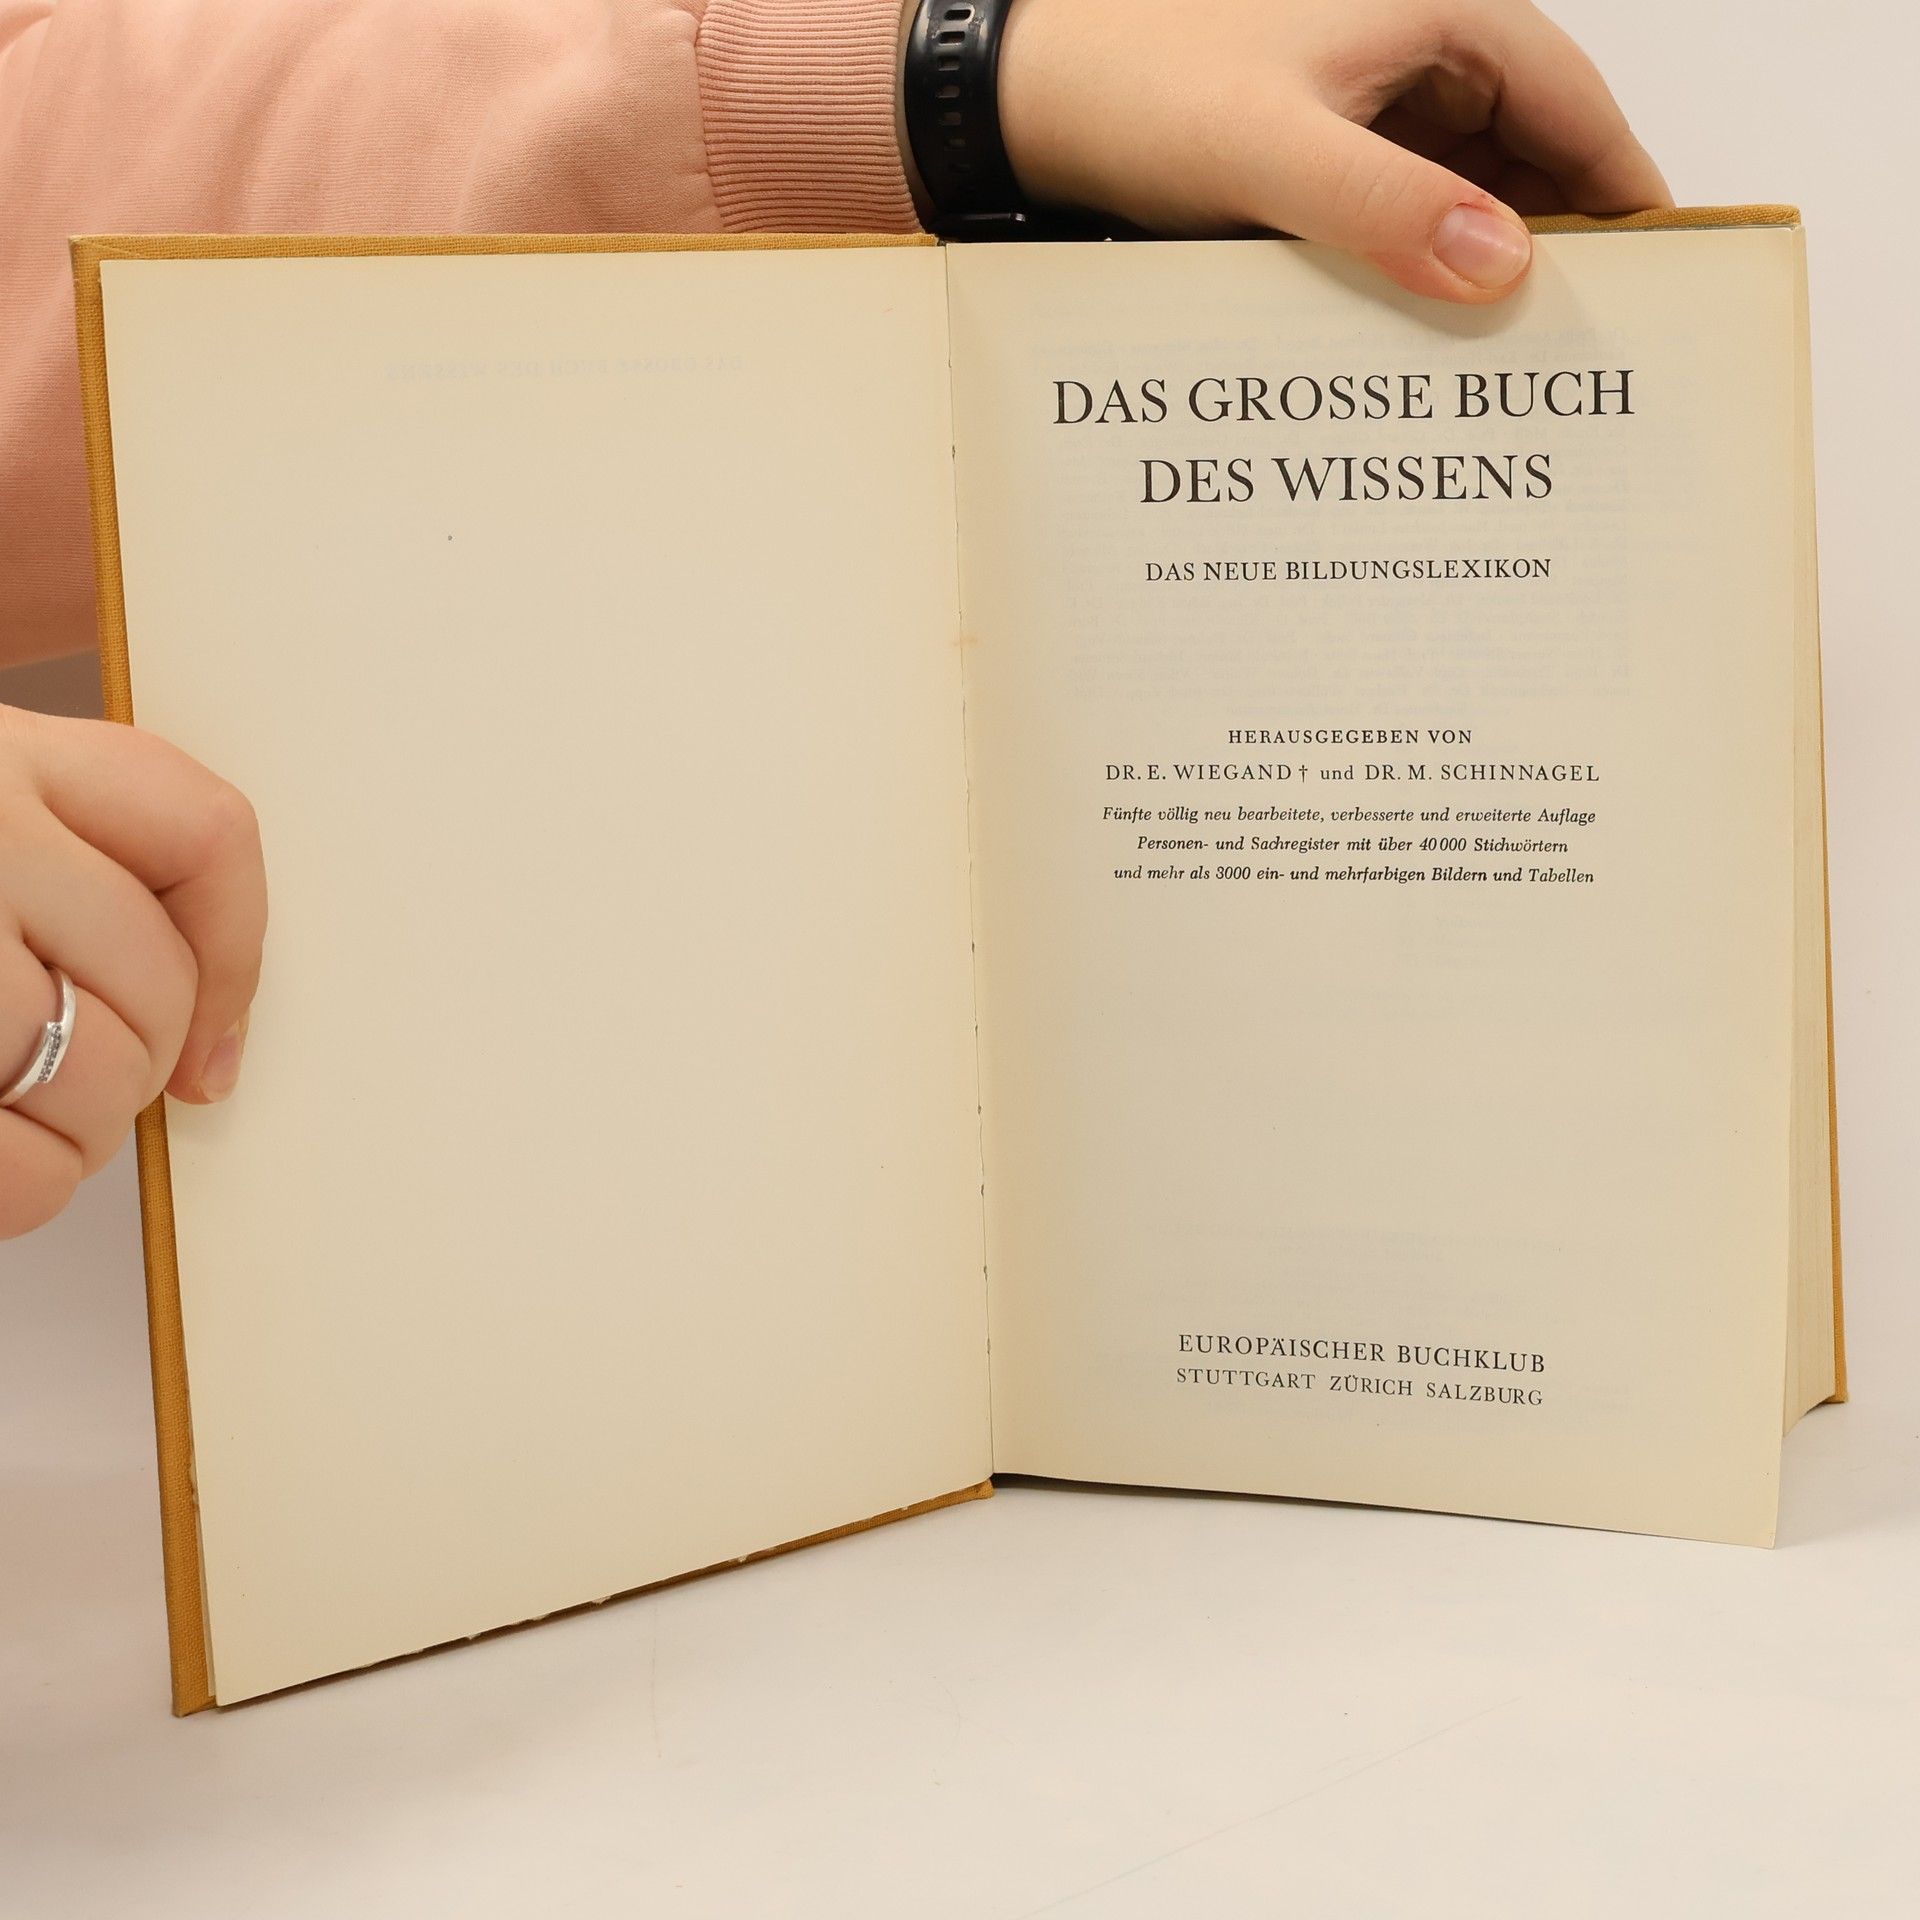 DAS GROSSE BUCH
DES WISSENS
DAS NEUE BILDUNGSLEXIKON
HERAUSGEGEBEN VON
DR. E. WIEGAND † und DR. M. SCHINNAGEL
Fünfte völlig neu bearbeitete, verbesserte und erweiterte Auflage
Personen- und Sachregister mit über 40000 Stichwörtern
und mehr als 3000 ein- und mehrfarbigen Bildern und Tabellen
EUROPÄISCHER BUCHKLUB
STUTTGART ZÜRICH SALZBURG